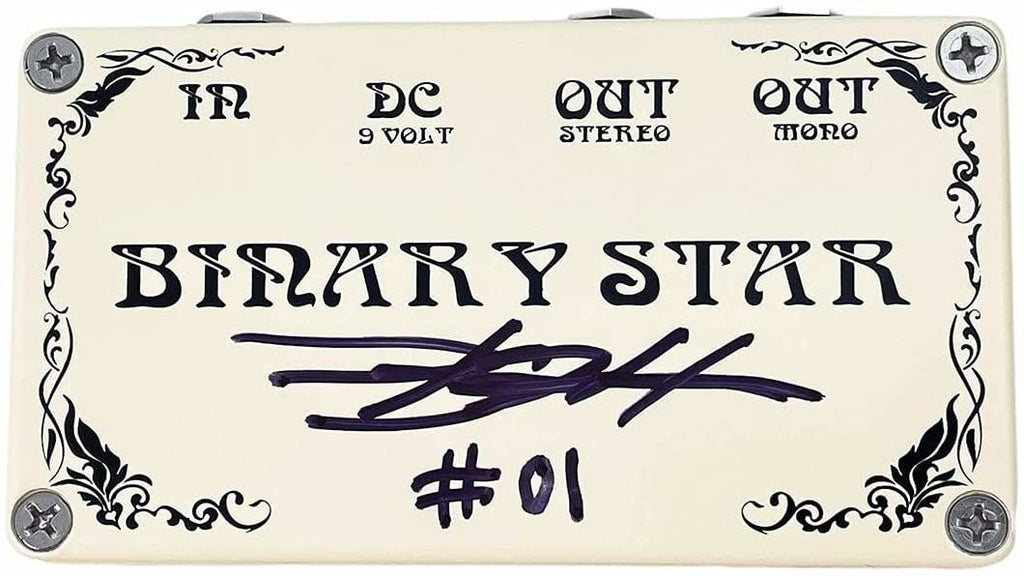 IN DC OUT OUT
9 VOLT STEREO MONO
BINARY STAR
#01